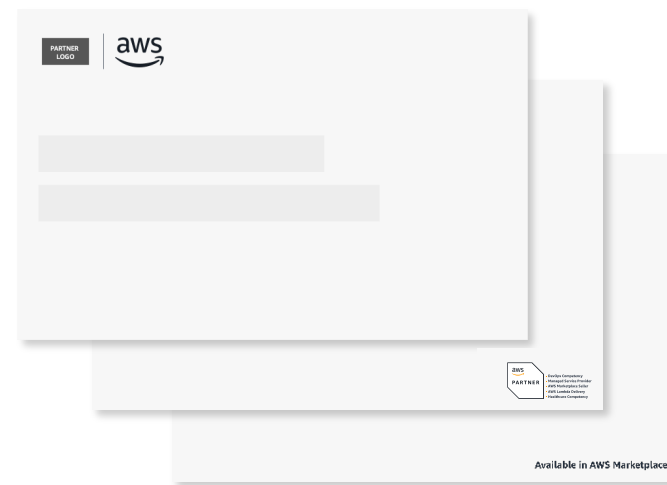 PARTNER
LOGO
aws
aws
PARTNER
• DevOps Competency
• Managed Service Provider
• AWS Marketplace Seller
• AWS Lambda Delivery
• Healthcare Competency
Available in AWS Marketplace